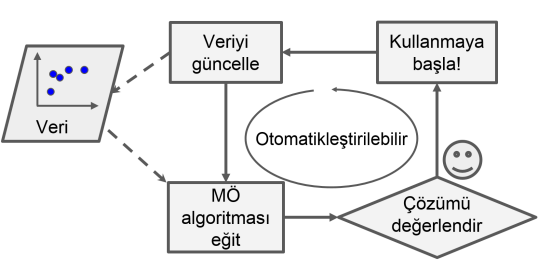 Veriyi
güncelle
Kullanmaya
başla!
Veri
Otomatikleştirilebilir
MÖ
algoritması
eğit
Çözümü
değerlendir